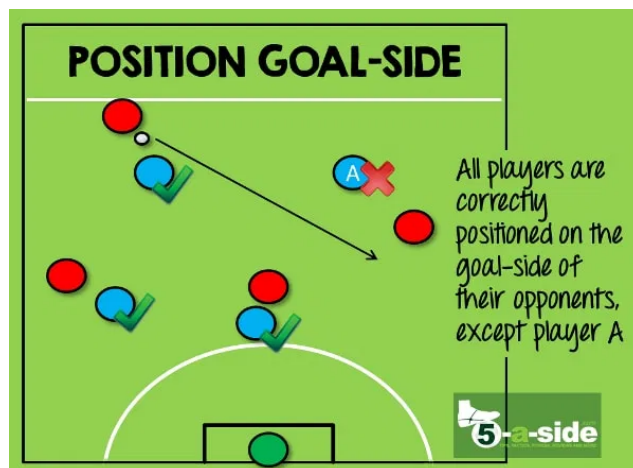 POSITION GOAL-SIDE
A
All players are
correctly
positioned on the
goal-side of
their opponents,
except player A
5-a-side